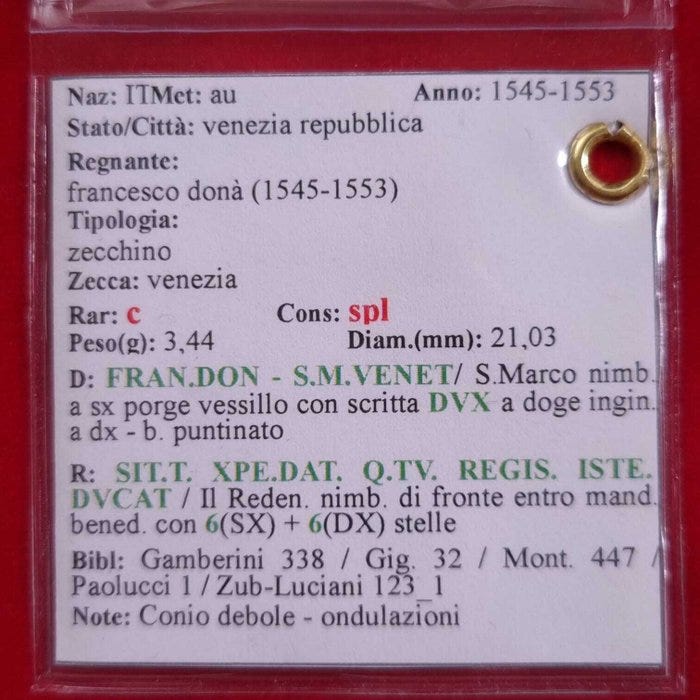 Naz: ITMet: au Anno: 1545-1553
Stato/Città: venezia repubblica
Regnante:
francesco donà (1545-1553)
Tipologia:
zecchino
Zecca: venezia
Rar: c Cons: spl
Peso(g): 3,44 Diam.(mm): 21,03
D: FRAN.DON - S.M.VENET/ S.Marco nimb.
a sx porge vessillo con scritta DVX a doge ingin.
a dx - b. puntinato
R: SIT.T. XPE.DAT. Q.TV. REGIS. ISTE.
DVCAT / Il Reden. nimb. di fronte entro mand.
bened. con 6(SX) + 6(DX) stelle
Bibl: Gamberini 338 / Gig. 32 / Mont. 447 /
Paolucci 1 / Zub-Luciani 123_1
Note: Conio debole - ondulazioni